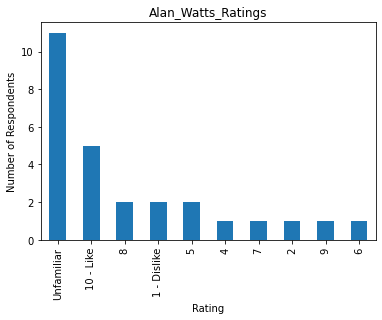 Alan_Watts_Ratings
Number of Respondents
10
8
6
4
2
0
Unfamiliar
10 - Like
8
1 - Dislike
5
4
7
2
9
6
Rating